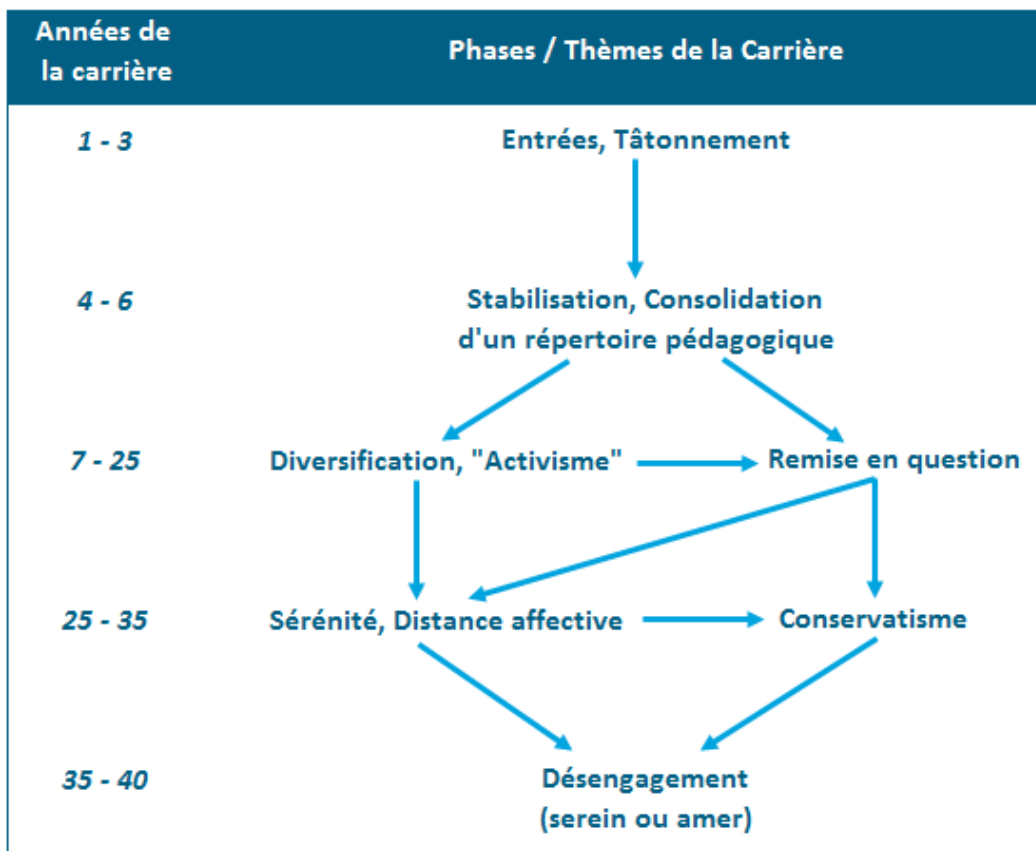 Années de
la carrière
Phases / Thèmes de la Carrière
1 - 3
Entrées, Tâtonnement
4 - 6
Stabilisation, Consolidation
d'un répertoire pédagogique
7 - 25
Diversification, "Activisme"
Remise en question
25 - 35
Sérénité, Distance affective
Conservatisme
35 - 40
Désengagement
(serein ou amer)